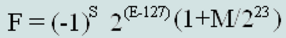 F = (-1)^S 2^(E-127) (1+M/2^23)